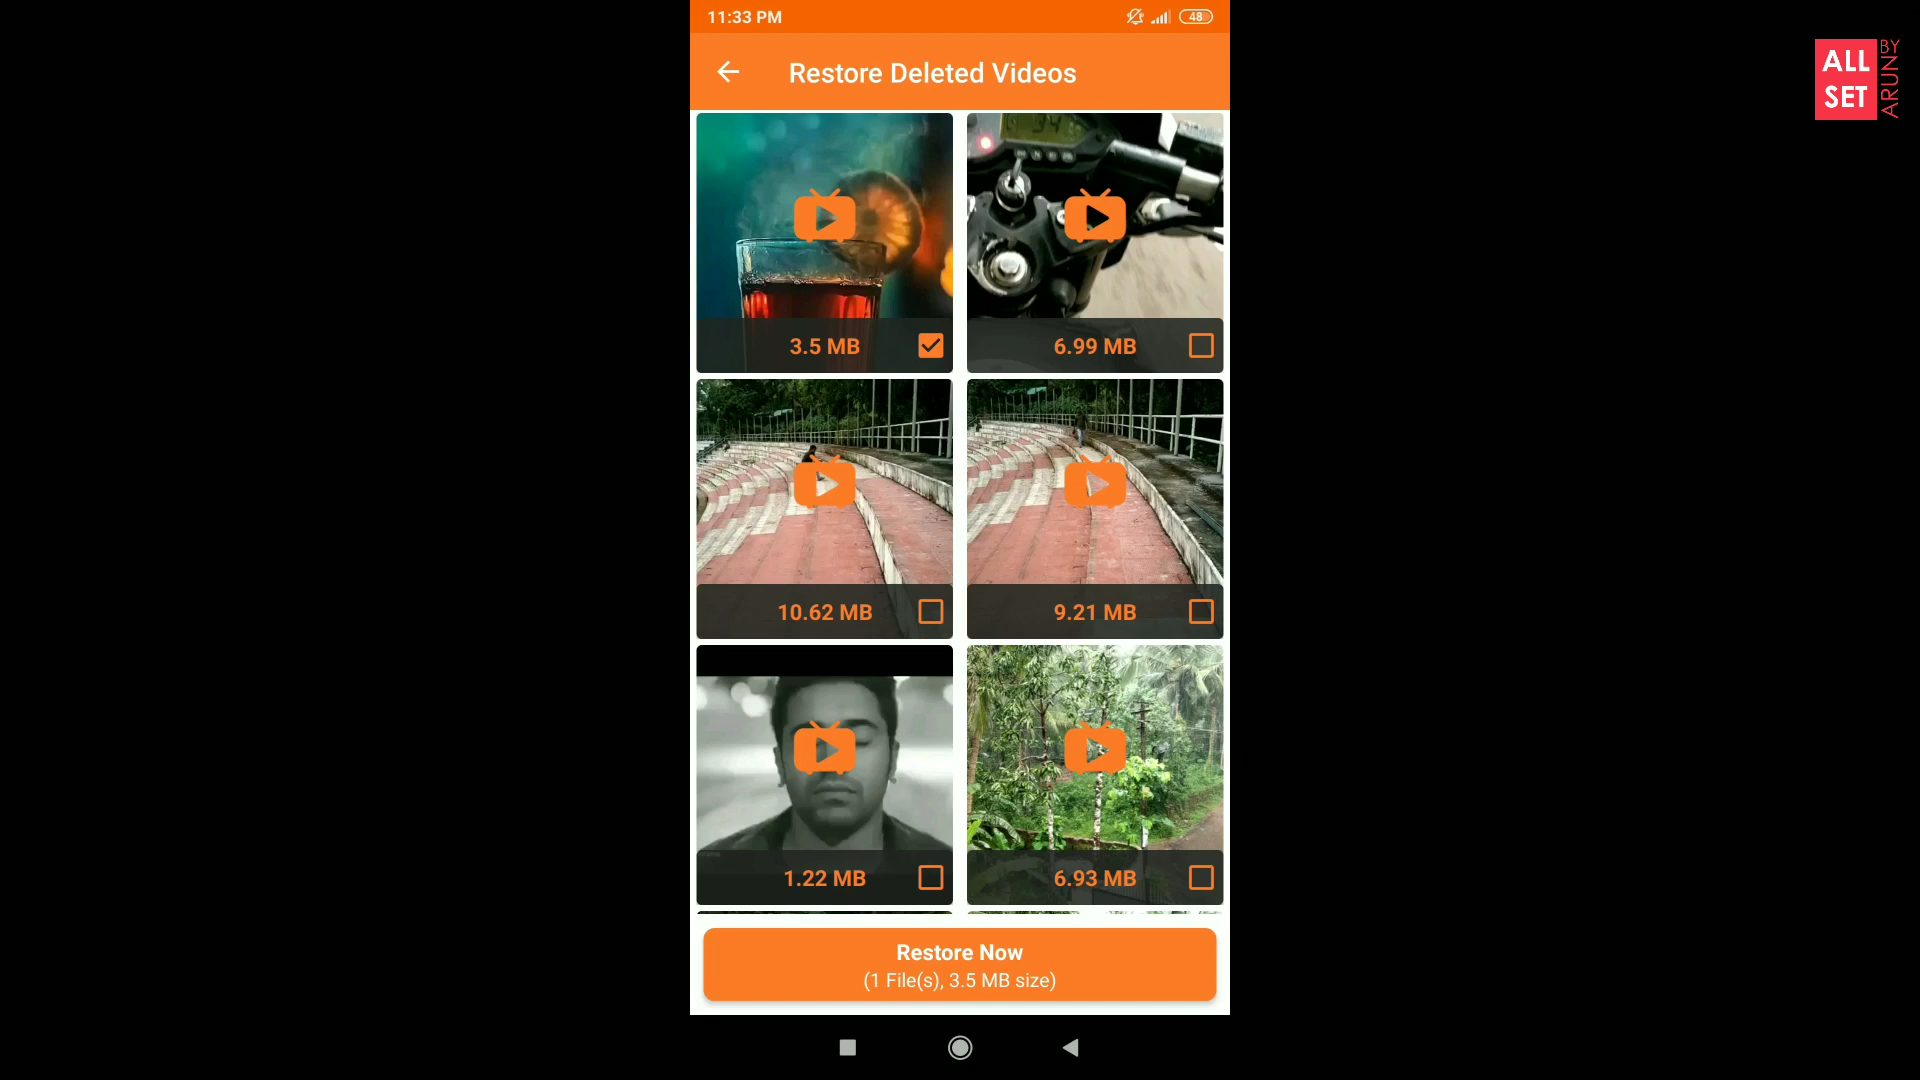 11:33 PM
48
Restore Deleted Videos
ALL
SET
BY
ARUN
3.5 MB
6.99 MB
10.62 MB
9.21 MB
1.22 MB
6.93 MB
Restore Now
(1 File(s), 3.5 MB size)